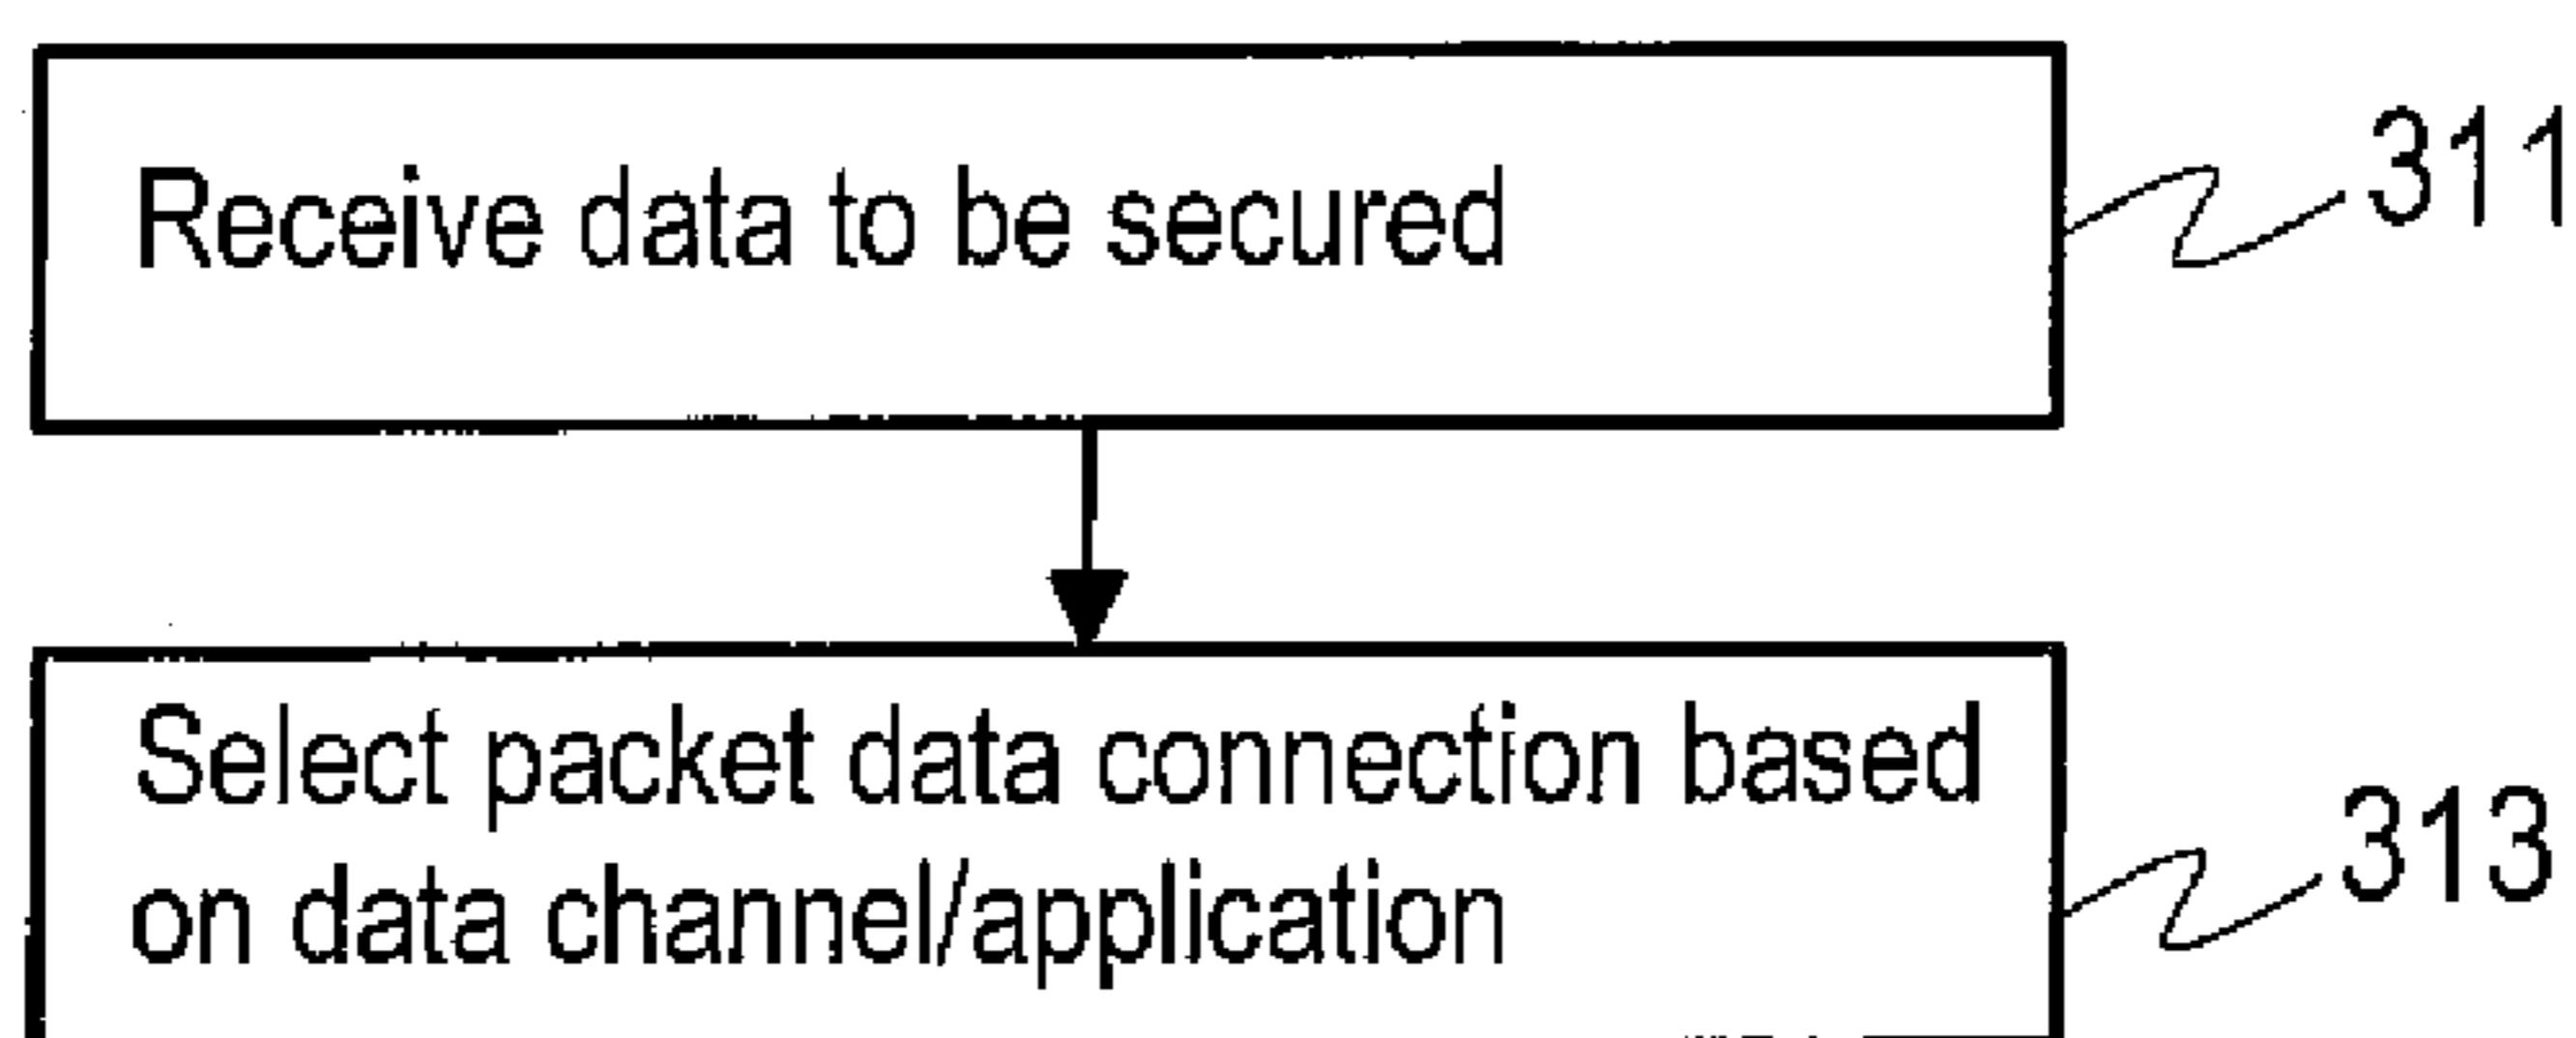 Receive data to be secured
311
Select packet data connection based
on data channel/application
313